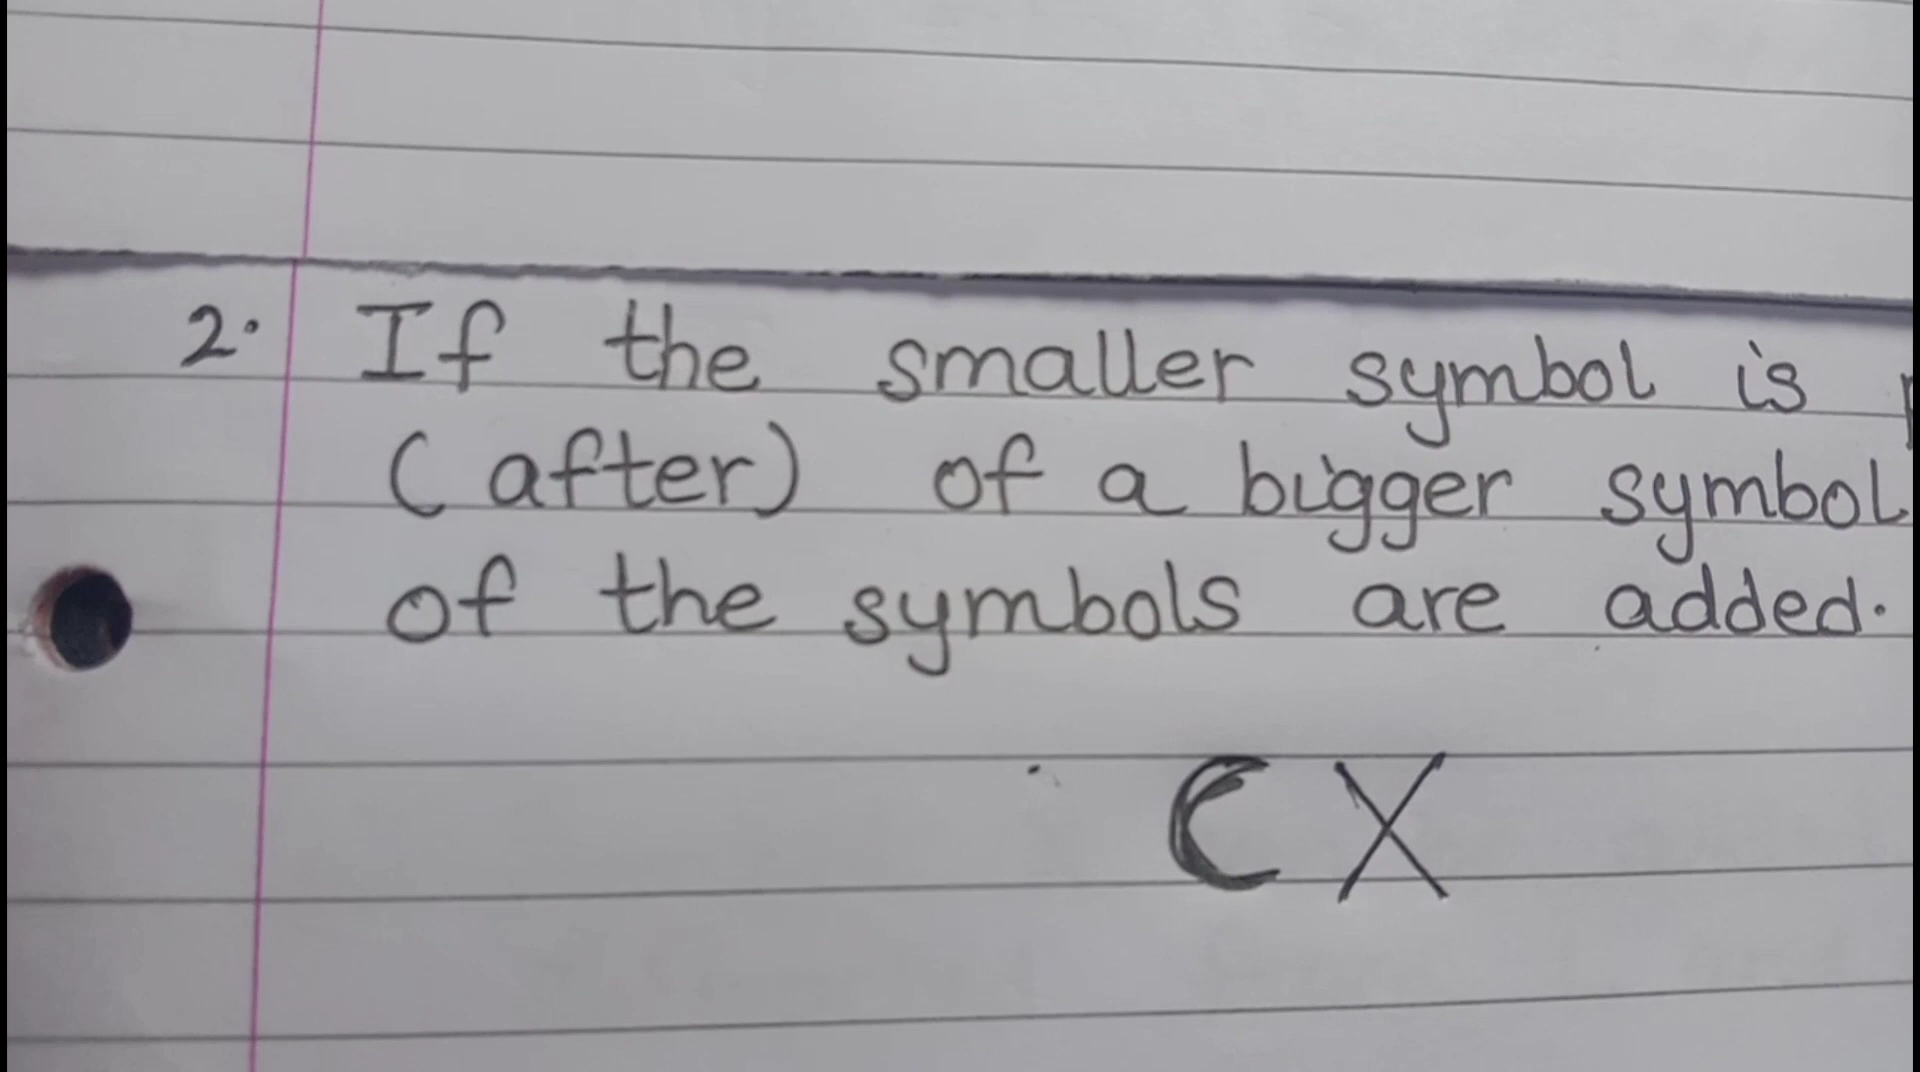 2. If the smaller symbol is
(after) of a bigger symbol
of the symbols are added.
CX